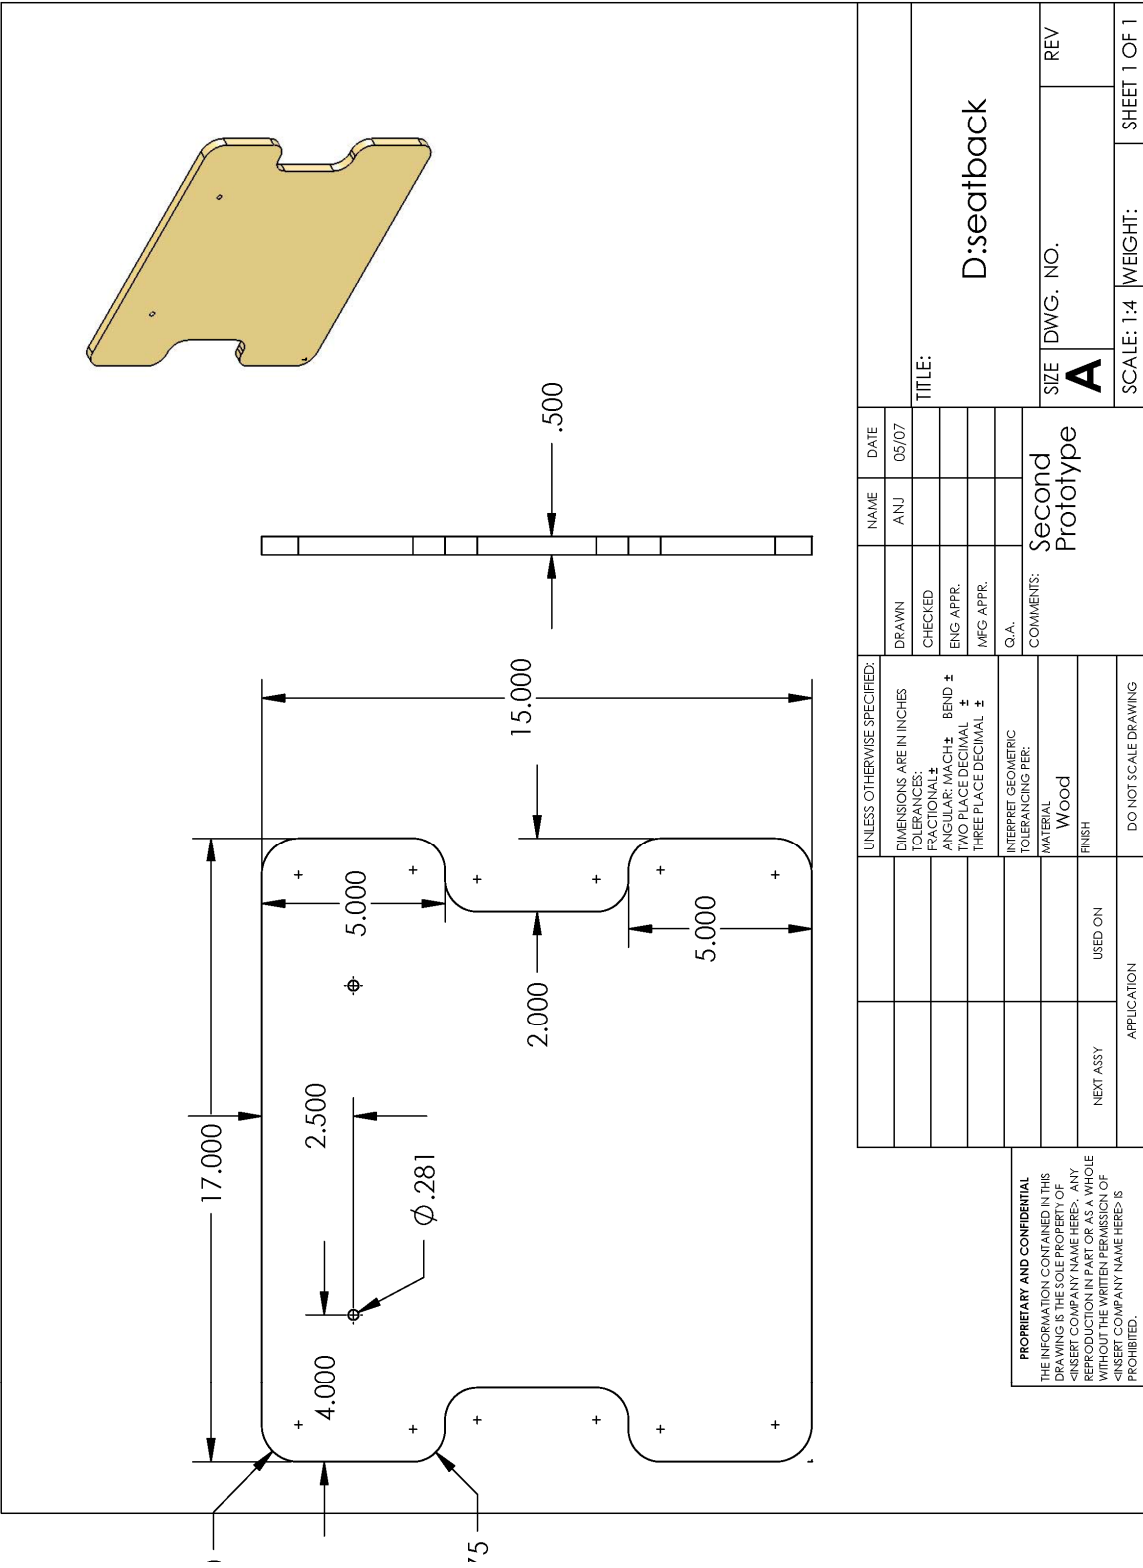 17.000
2.500
4.000
Ø.281
5.000
2.000
5.000
15.000
.500
PROPRIETARY AND CONFIDENTIAL
THE INFORMATION CONTAINED IN THIS
DRAWING IS THE SOLE PROPERTY OF
<INSERT COMPANY NAME HERE>. ANY
REPRODUCTION IN PART OR AS A WHOLE
WITHOUT THE WRITTEN PERMISSION OF
<INSERT COMPANY NAME HERE> IS
PROHIBITED.
NEXT ASSY
USED ON
APPLICATION
UNLESS OTHERWISE SPECIFIED:
DIMENSIONS ARE IN INCHES
TOLERANCES:
FRACTIONAL±
ANGULAR: MACH± BEND ±
TWO PLACE DECIMAL ±
THREE PLACE DECIMAL ±
INTERPRET GEOMETRIC
TOLERANCING PER:
MATERIAL
Wood
FINISH
DO NOT SCALE DRAWING
NAME
DATE
DRAWN
ANJ
05/07
CHECKED
ENG APPR.
MFG APPR.
Q.A.
COMMENTS:
Second
Prototype
TITLE:
D:seatback
SIZE
A
DWG. NO.
REV
SCALE: 1:4
WEIGHT:
SHEET 1 OF 1